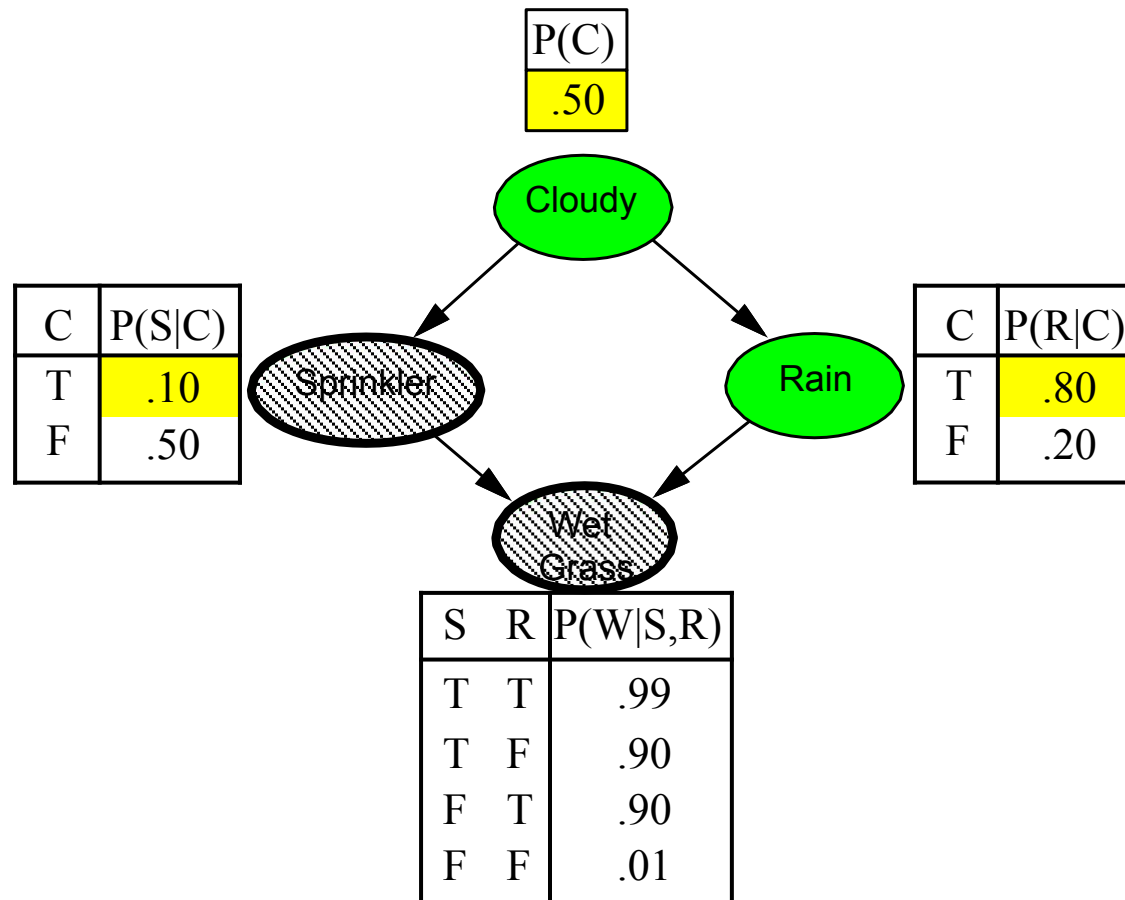 P(C)
.50
Cloudy
C P(S|C)
T .10
F .50
Sprinkler
Rain
C P(R|C)
T .80
F .20
Wet
Grass
S R P(W|S,R)
T T .99
T F .90
F T .90
F F .01